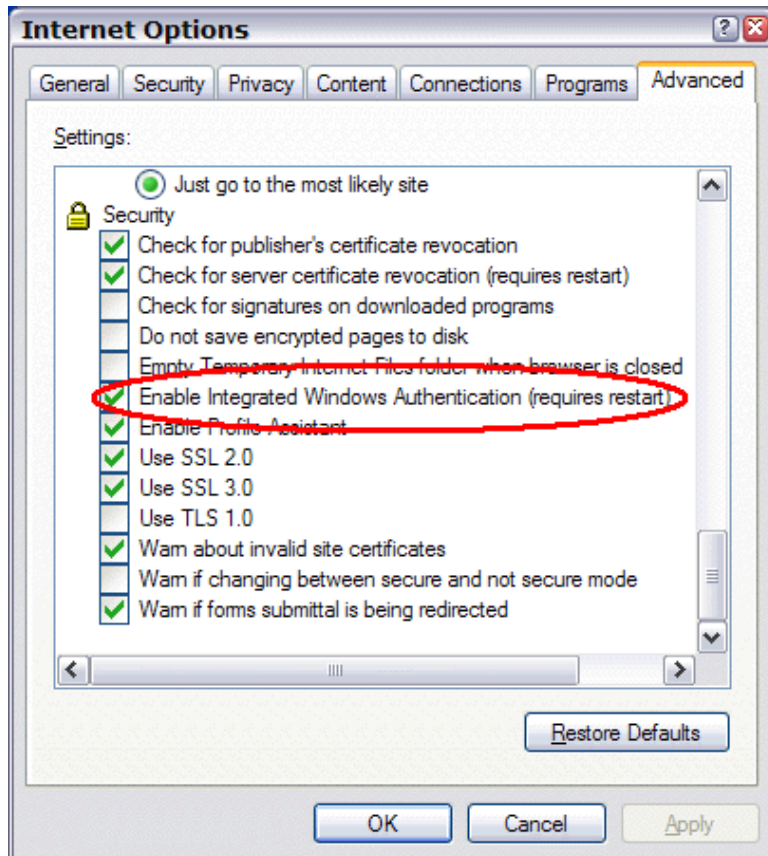 Internet Options
General Security Privacy Content Connections Programs Advanced
Settings:
Just go to the most likely site
Security
Check for publisher's certificate revocation
Check for server certificate revocation (requires restart)
Check for signatures on downloaded programs
Do not save encrypted pages to disk
Empty Temporary Internet Files folder when browser is closed
Enable Integrated Windows Authentication (requires restart)
Enable Profile Assistant
Use SSL 2.0
Use SSL 3.0
Use TLS 1.0
Warn about invalid site certificates
Warn if changing between secure and not secure mode
Warn if forms submittal is being redirected
Restore Defaults
OK Cancel Apply